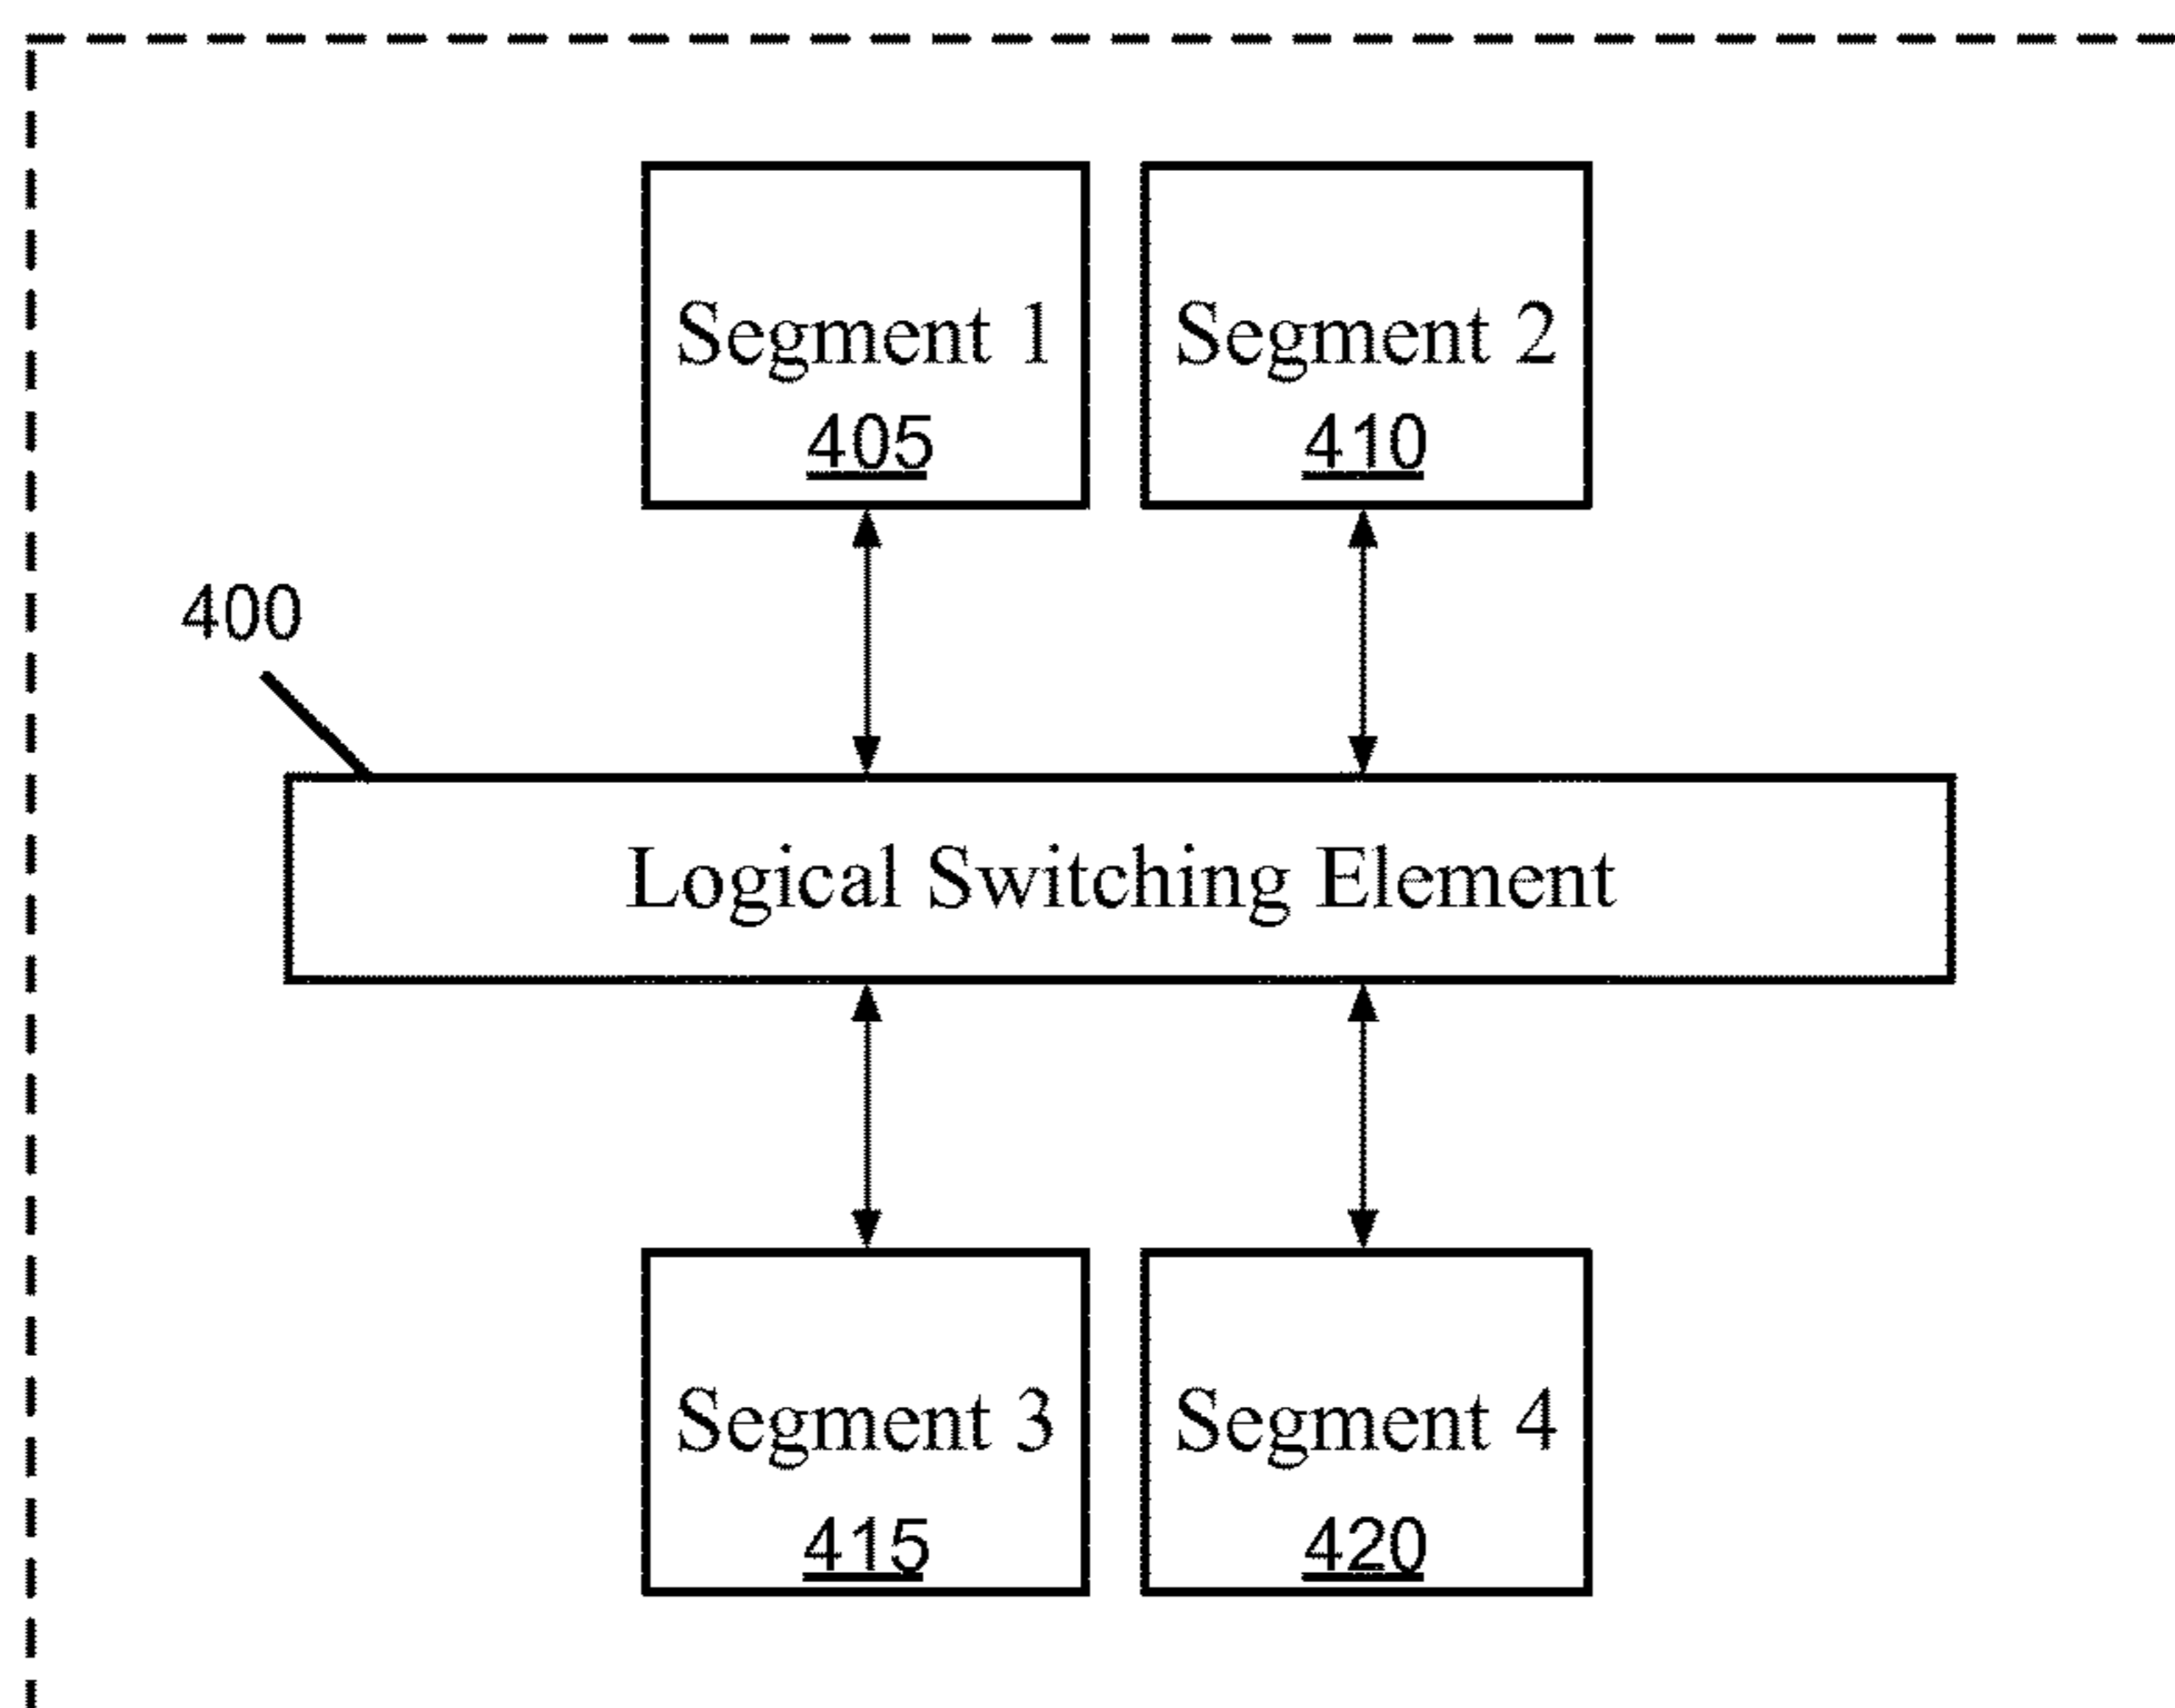 Segment 1
405
Segment 2
410
400
Logical Switching Element
Segment 3
415
Segment 4
420